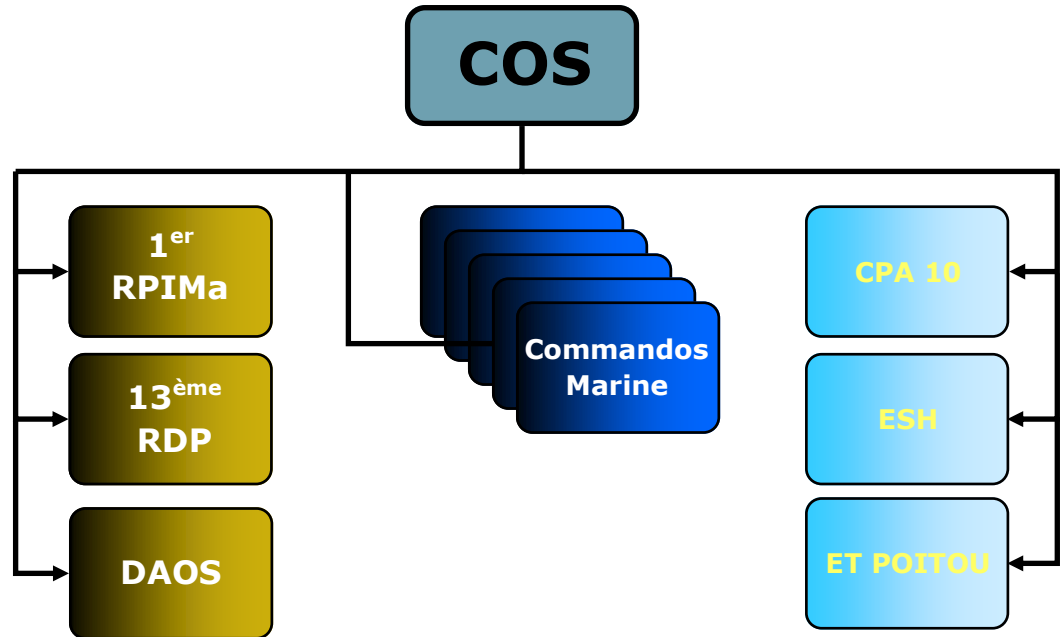 COS
1er
RPIMa
13ème
RDP
DAOS
Commandos
Marine
CPA 10
ESH
ET POITOU